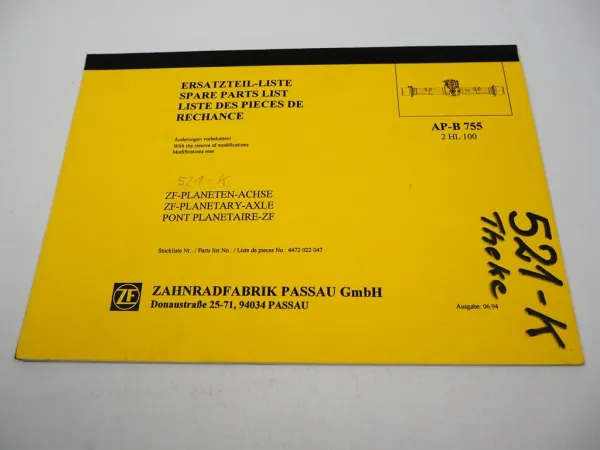 ERSATZTEIL-LISTE
SPARE PARTS LIST
LISTE DES PIECES DE
RECHANCE
Änderungen vorbehalten!
With the reserve of modifications
Modifications rese
521-K
ZF-PLANETEN-ACHSE
ZF-PLANETARY-AXLE
PONT PLANETAIRE-ZF
Stückliste Nr.: / Parts list No.: / Liste de pieces No. 4472 022 047
ZF
ZAHNRADFABRIK PASSAU GmbH
Donaustraße 25-71, 94034 PASSAU
AP-B 755
2 HL 100
521-K
Theke
Ausgabe: 06/94